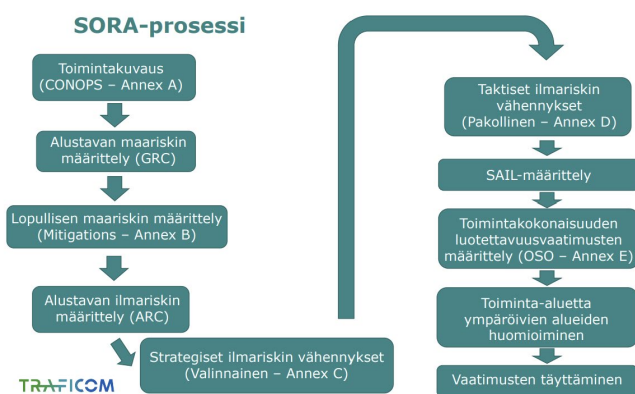 SORA-prosessi
Toimintakuvaus
(CONOPS – Annex A)
Alustavan maariskin
määrittely (GRC)
Lopullisen maariskin määrittely
(Mitigations – Annex B)
Alustavan ilmariskin
määrittely (ARC)
Strategiset ilmariskin vähennykset
(Valinnainen – Annex C)
Taktiset ilmariskin
vähennykset
(Pakollinen – Annex D)
SAIL-määrittely
Toimintakokonaisuuden
luotettavuusvaatimusten
määrittely (OSO – Annex E)
Toiminta-aluetta
ympäröivien alueiden
huomioiminen
Vaatimusten täyttäminen
TRAFICOM